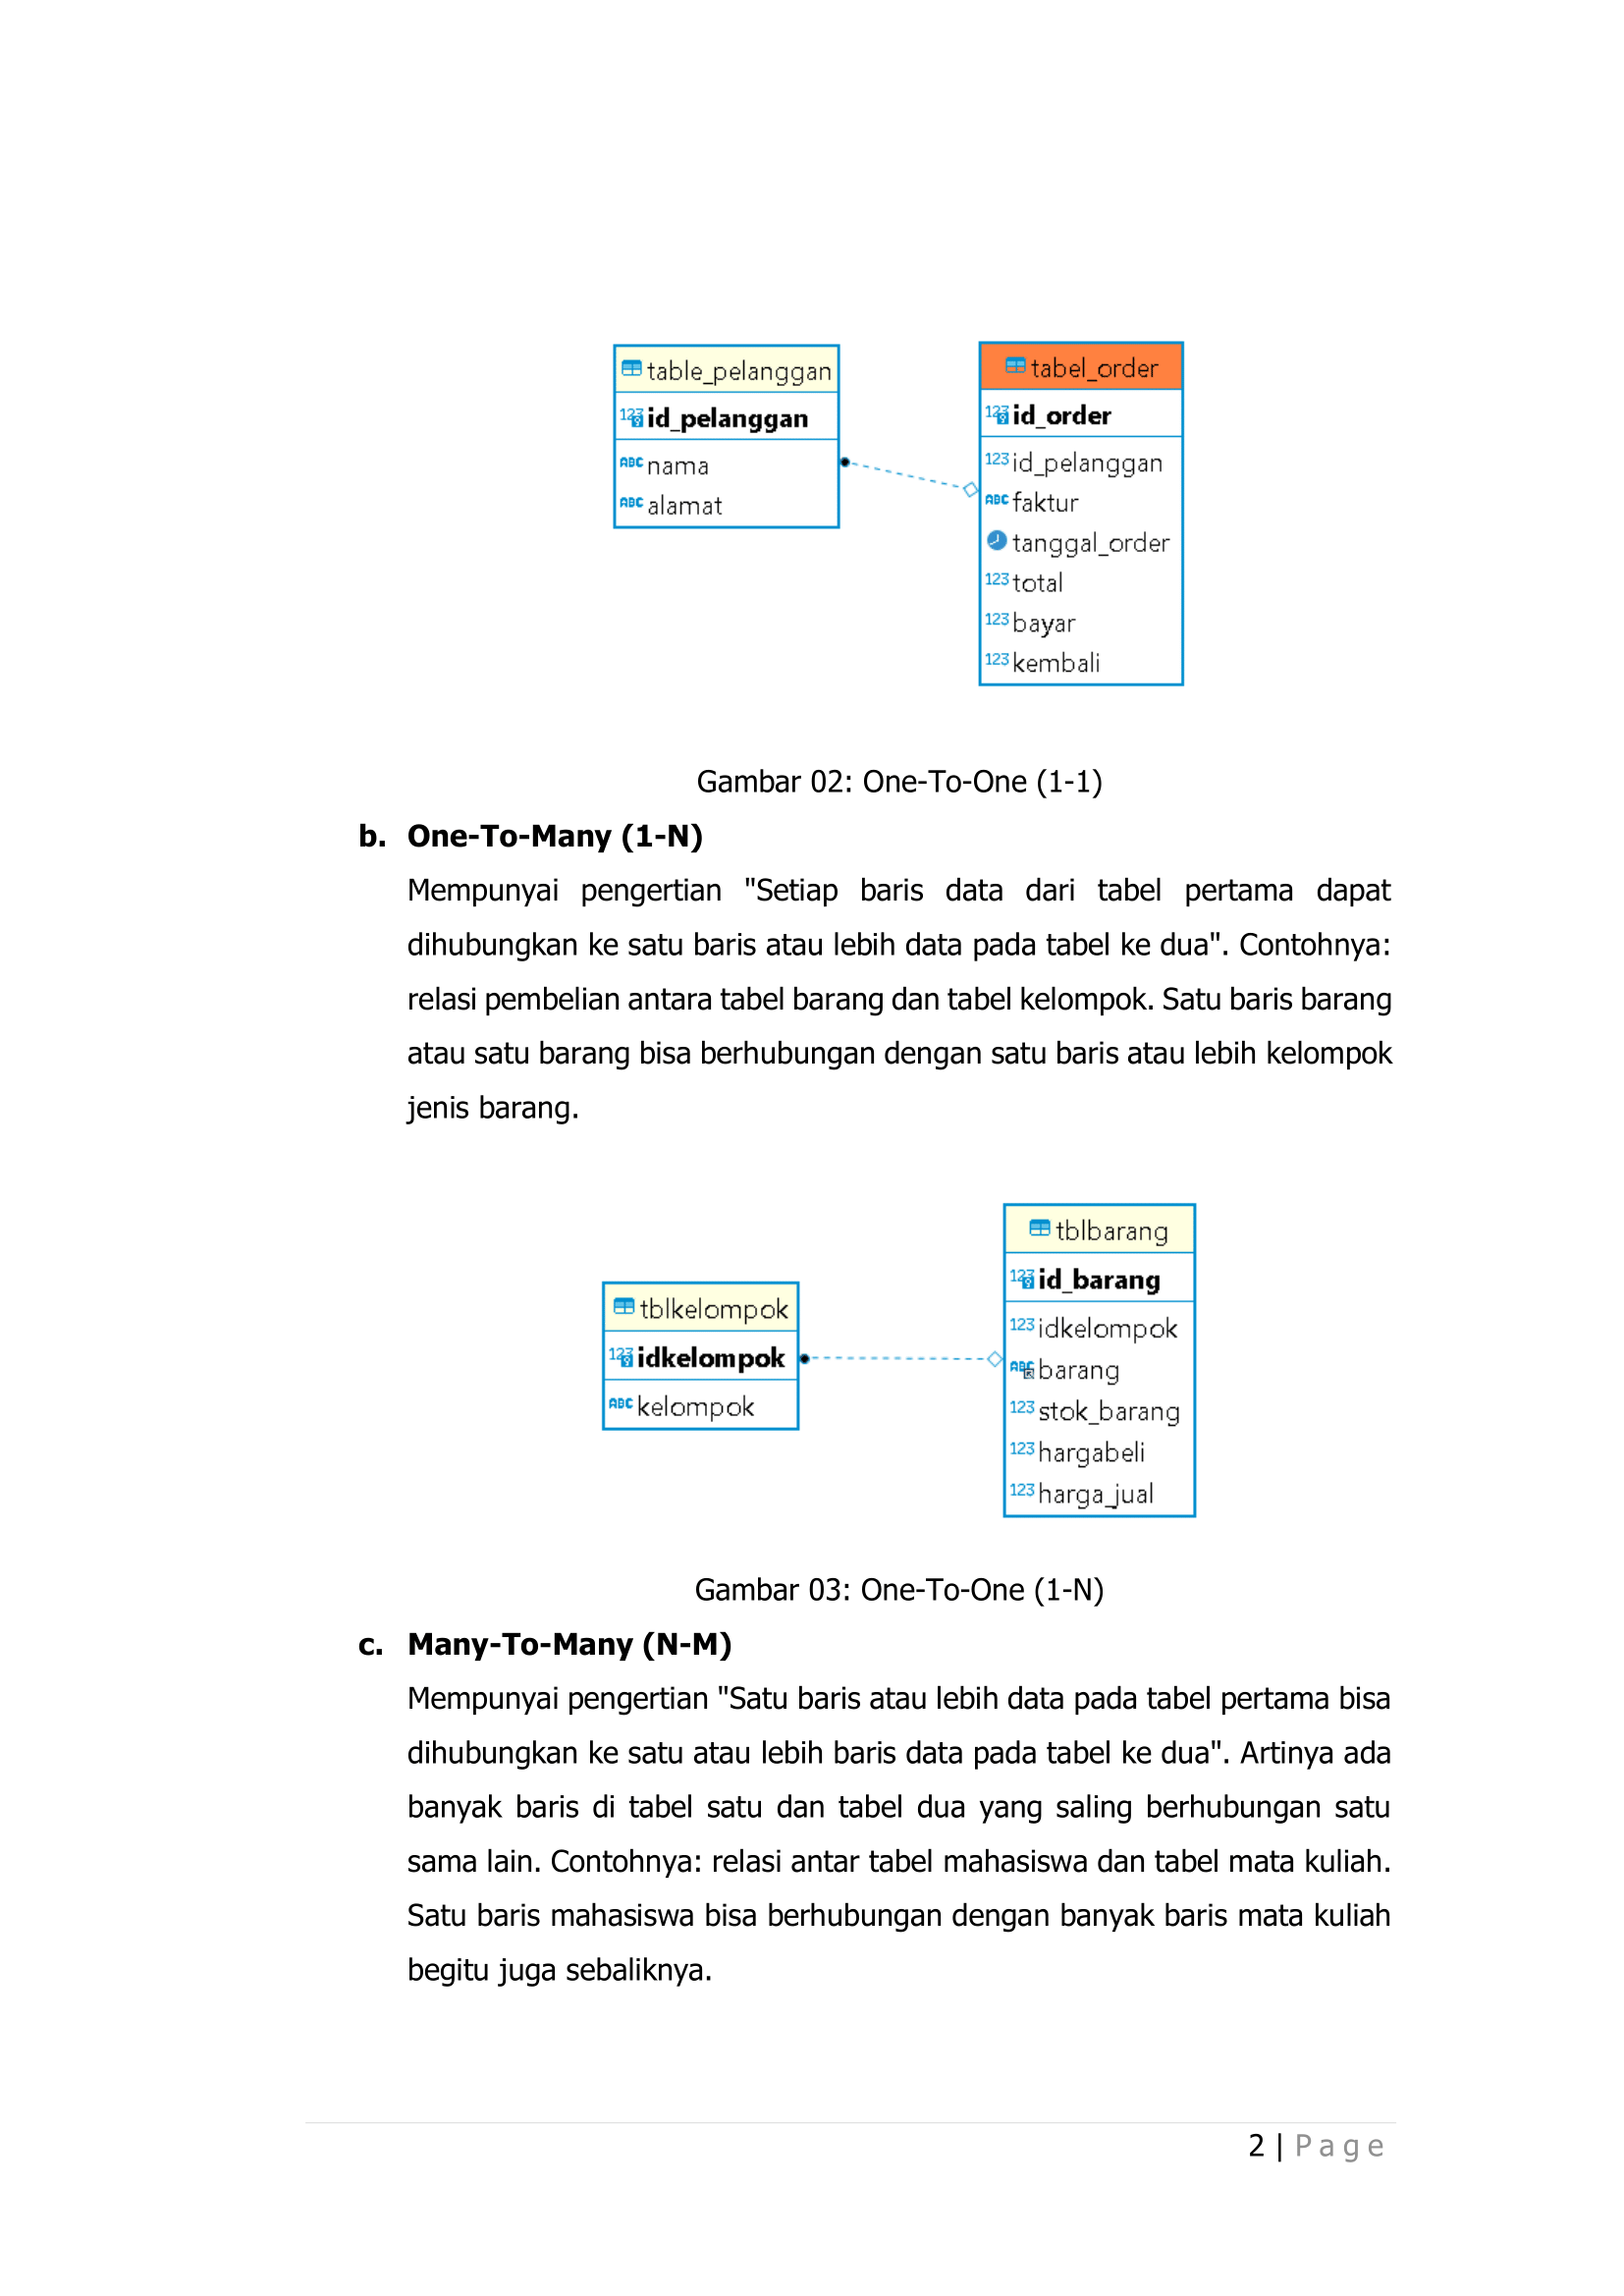 table_pelanggan
id_pelanggan
ABC nama
ABC alamat
tabel_order
123 id_order
123 id_pelanggan
ABC faktur
tanggal_order
123 total
123 bayar
123 kembali
Gambar 02: One-To-One (1-1)
b. One-To-Many (1-N)
Mempunyai pengertian "Setiap baris data dari tabel pertama dapat
dihubungkan ke satu baris atau lebih data pada tabel ke dua". Contohnya:
relasi pembelian antara tabel barang dan tabel kelompok. Satu baris barang
atau satu barang bisa berhubungan dengan satu baris atau lebih kelompok
jenis barang.
tblkelompok
123 idkelompok
ABC kelompok
tblbarang
123 id_barang
123 idkelompok
ABC barang
123 stok_barang
123 hargabeli
123 harga_jual
Gambar 03: One-To-One (1-N)
c. Many-To-Many (N-M)
Mempunyai pengertian "Satu baris atau lebih data pada tabel pertama bisa
dihubungkan ke satu atau lebih baris data pada tabel ke dua". Artinya ada
banyak baris di tabel satu dan tabel dua yang saling berhubungan satu
sama lain. Contohnya: relasi antar tabel mahasiswa dan tabel mata kuliah.
Satu baris mahasiswa bisa berhubungan dengan banyak baris mata kuliah
begitu juga sebaliknya.
2 | Page